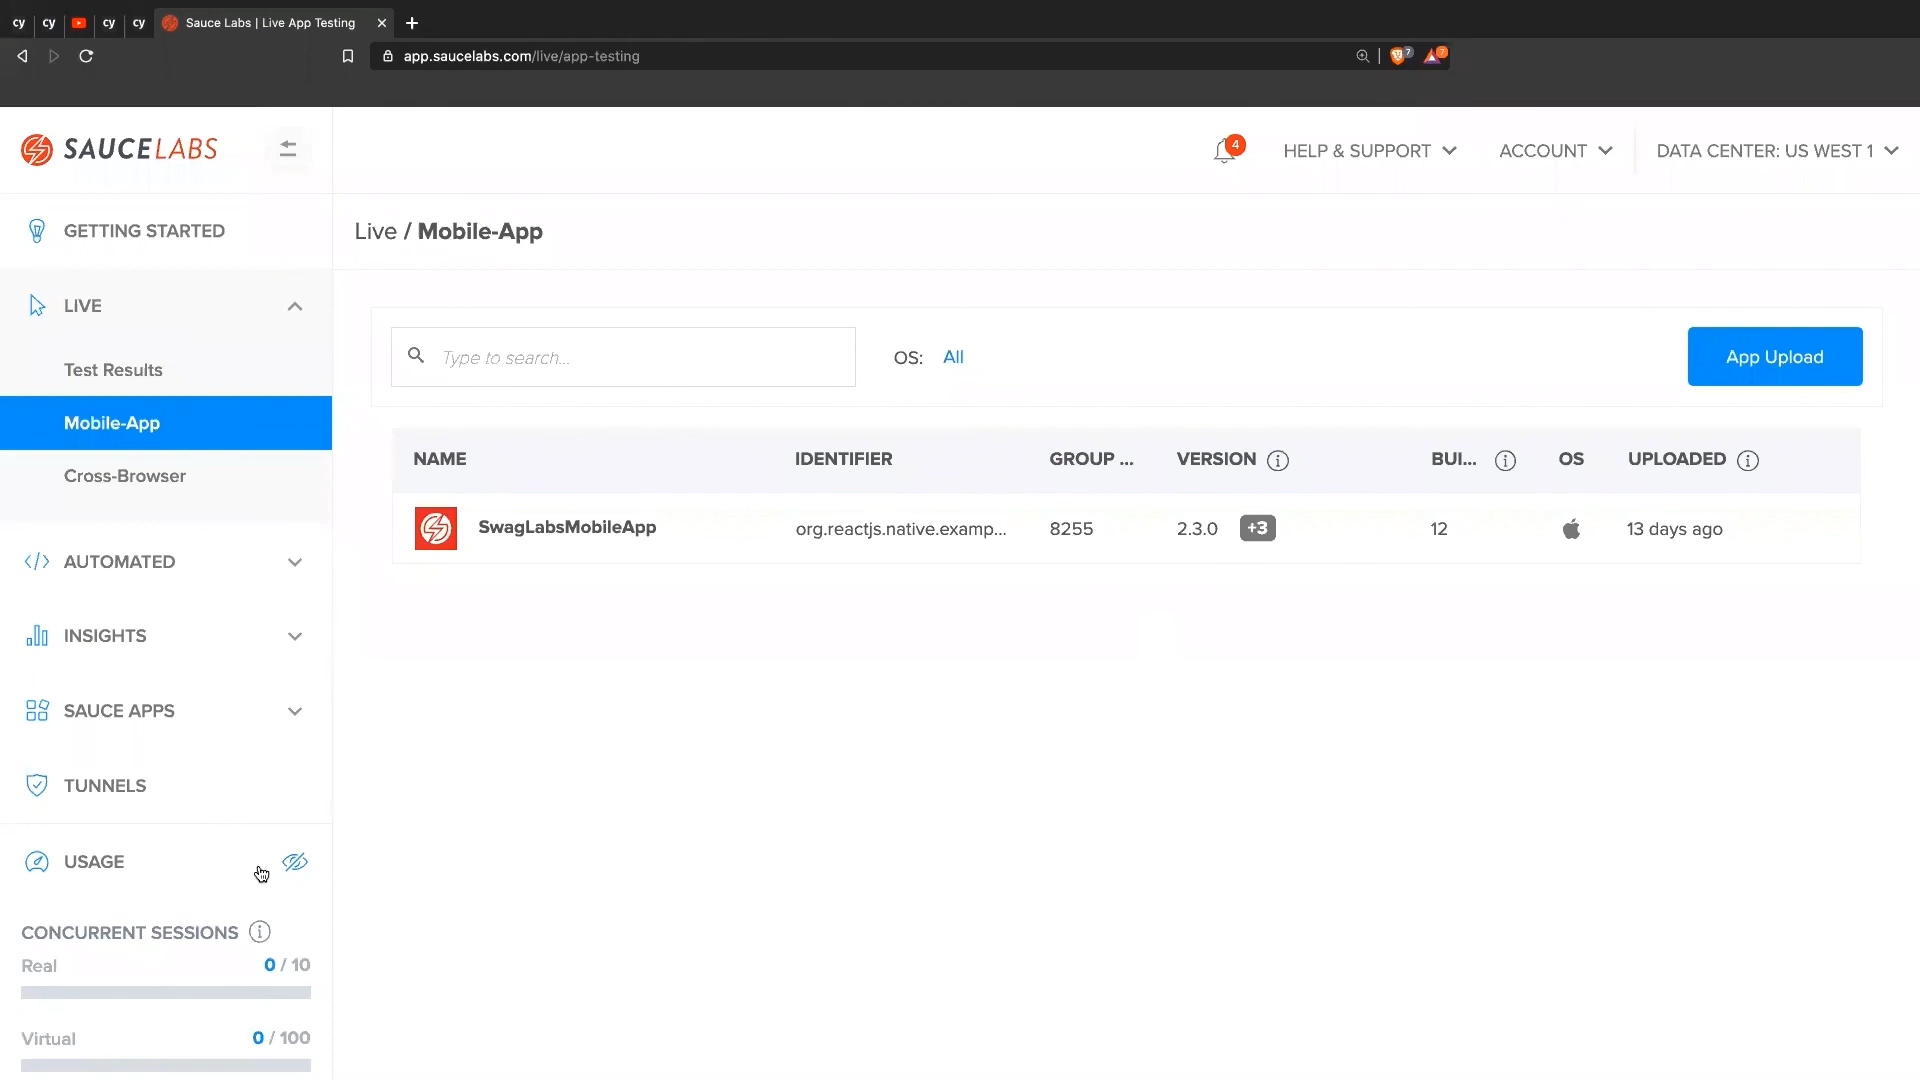 cy cy cy cy Sauce Labs | Live App Testing
app.saucelabs.com/live/app-testing 7 7
SAUCELABS
4 HELP & SUPPORT ACCOUNT DATA CENTER: US WEST 1
GETTING STARTED
LIVE
Test Results
Mobile-App
Cross-Browser
AUTOMATED
INSIGHTS
SAUCE APPS
TUNNELS
USAGE
CONCURRENT SESSIONS
Real 0 / 10
Virtual 0 / 100
Live / Mobile-App
Type to search... OS: All App Upload
NAME IDENTIFIER GROUP ... VERSION BUI... OS UPLOADED
SwagLabsMobileApp org.reactjs.native.examp... 8255 2.3.0 +3 12 13 days ago